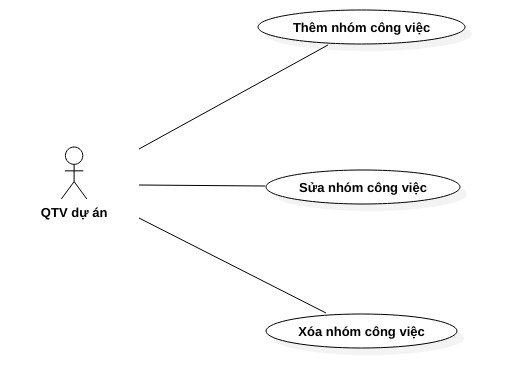 Thêm nhóm công việc
Sửa nhóm công việc
QTV dự án
Xóa nhóm công việc